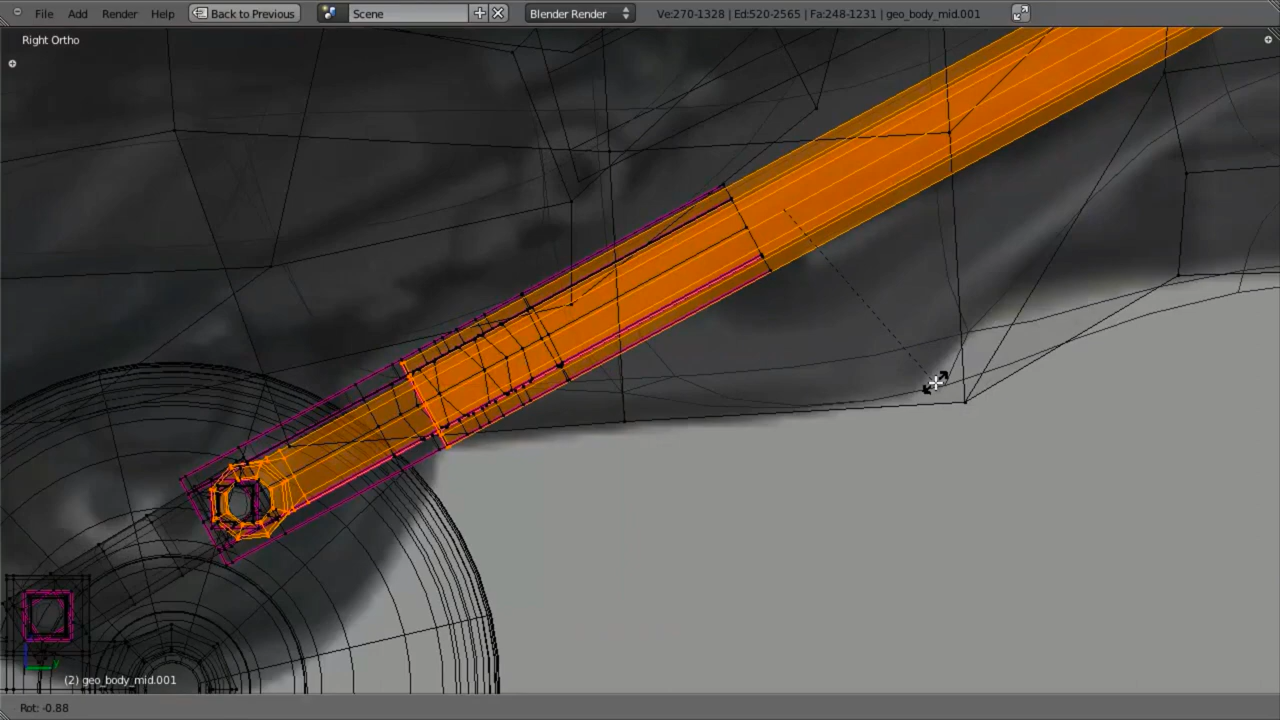 File Add Render Help Back to Previous Scene Blender Render Ve:270-1328 | Ed:520-2565 | Fa:248-1231 | geo_body_mid.001
Right Ortho
y
(2) geo_body_mid.001
Rot: -0.88